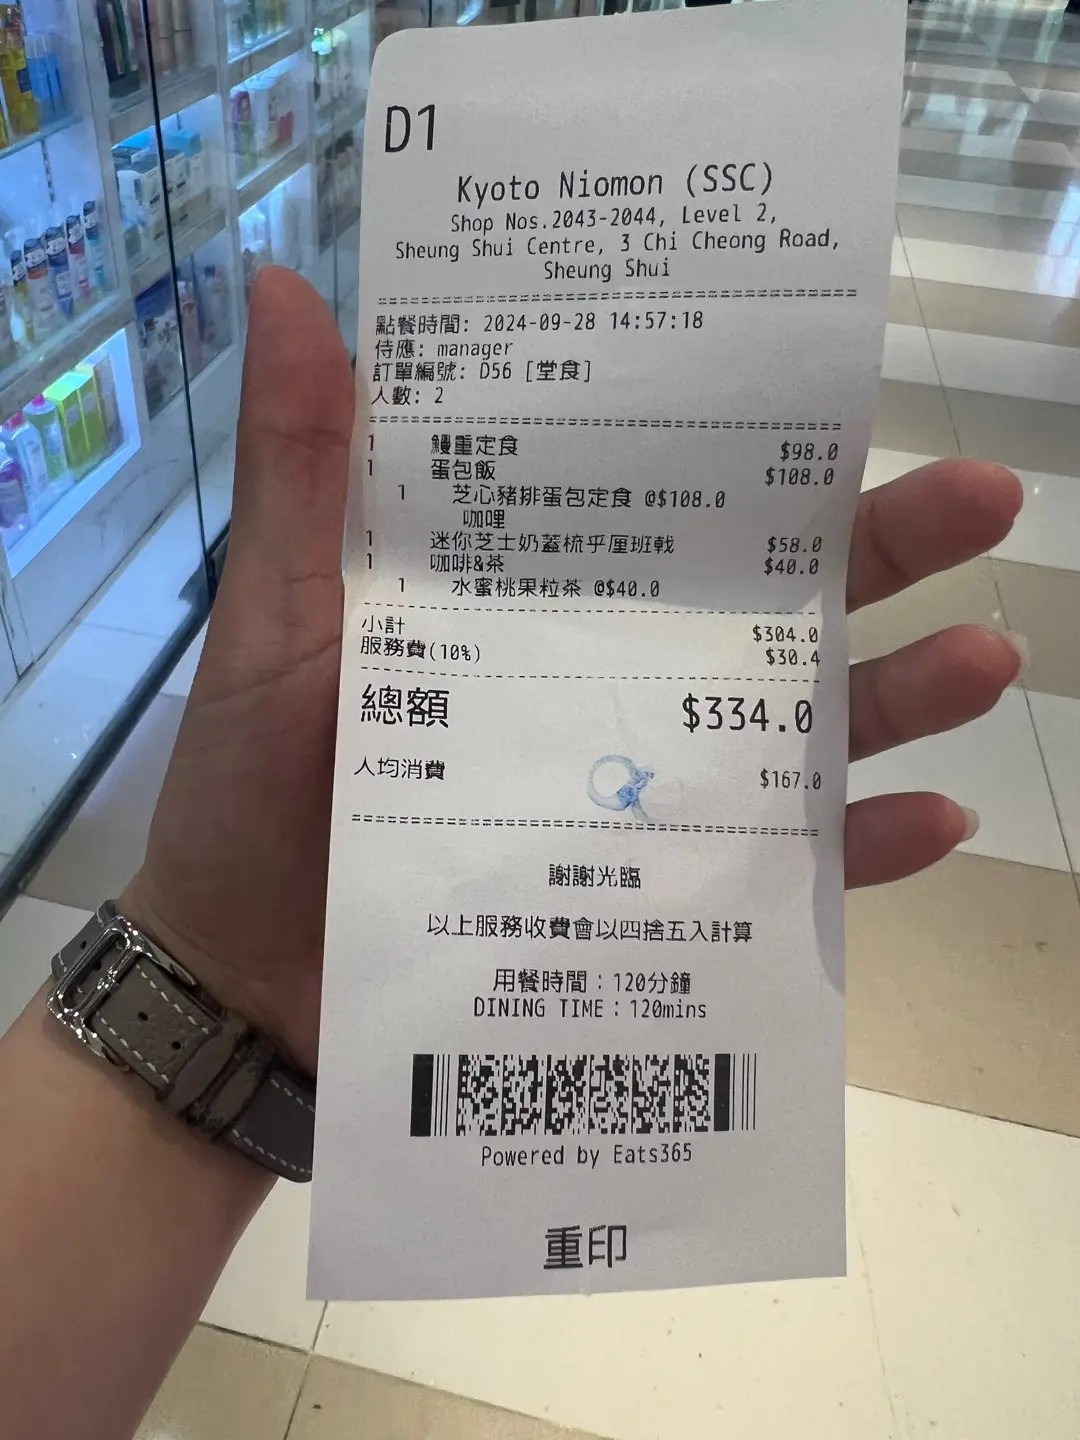 D1
Kyoto Niomon (SSC)
Shop Nos.2043-2044, Level 2,
Sheung Shui Centre, 3 Chi Cheong Road,
Sheung Shui
點餐時間: 2024-09-28 14:57:18
侍應: manager
訂單編號: D56 [堂食]
人數: 2
1 鰻重定食 $98.0
1 蛋包飯 $108.0
1 芝心豬排蛋包定食 @$108.0
咖哩
1 迷你芝士奶蓋梳乎厘班戟 $58.0
1 咖啡&茶 $40.0
1 水蜜桃果粒茶 @$40.0
小計 $304.0
服務費(10%) $30.4
總額 $334.0
人均消費 $167.0
謝謝光臨
以上服務收費會以四捨五入計算
用餐時間：120分鐘
DINING TIME：120mins
Powered by Eats365
重印